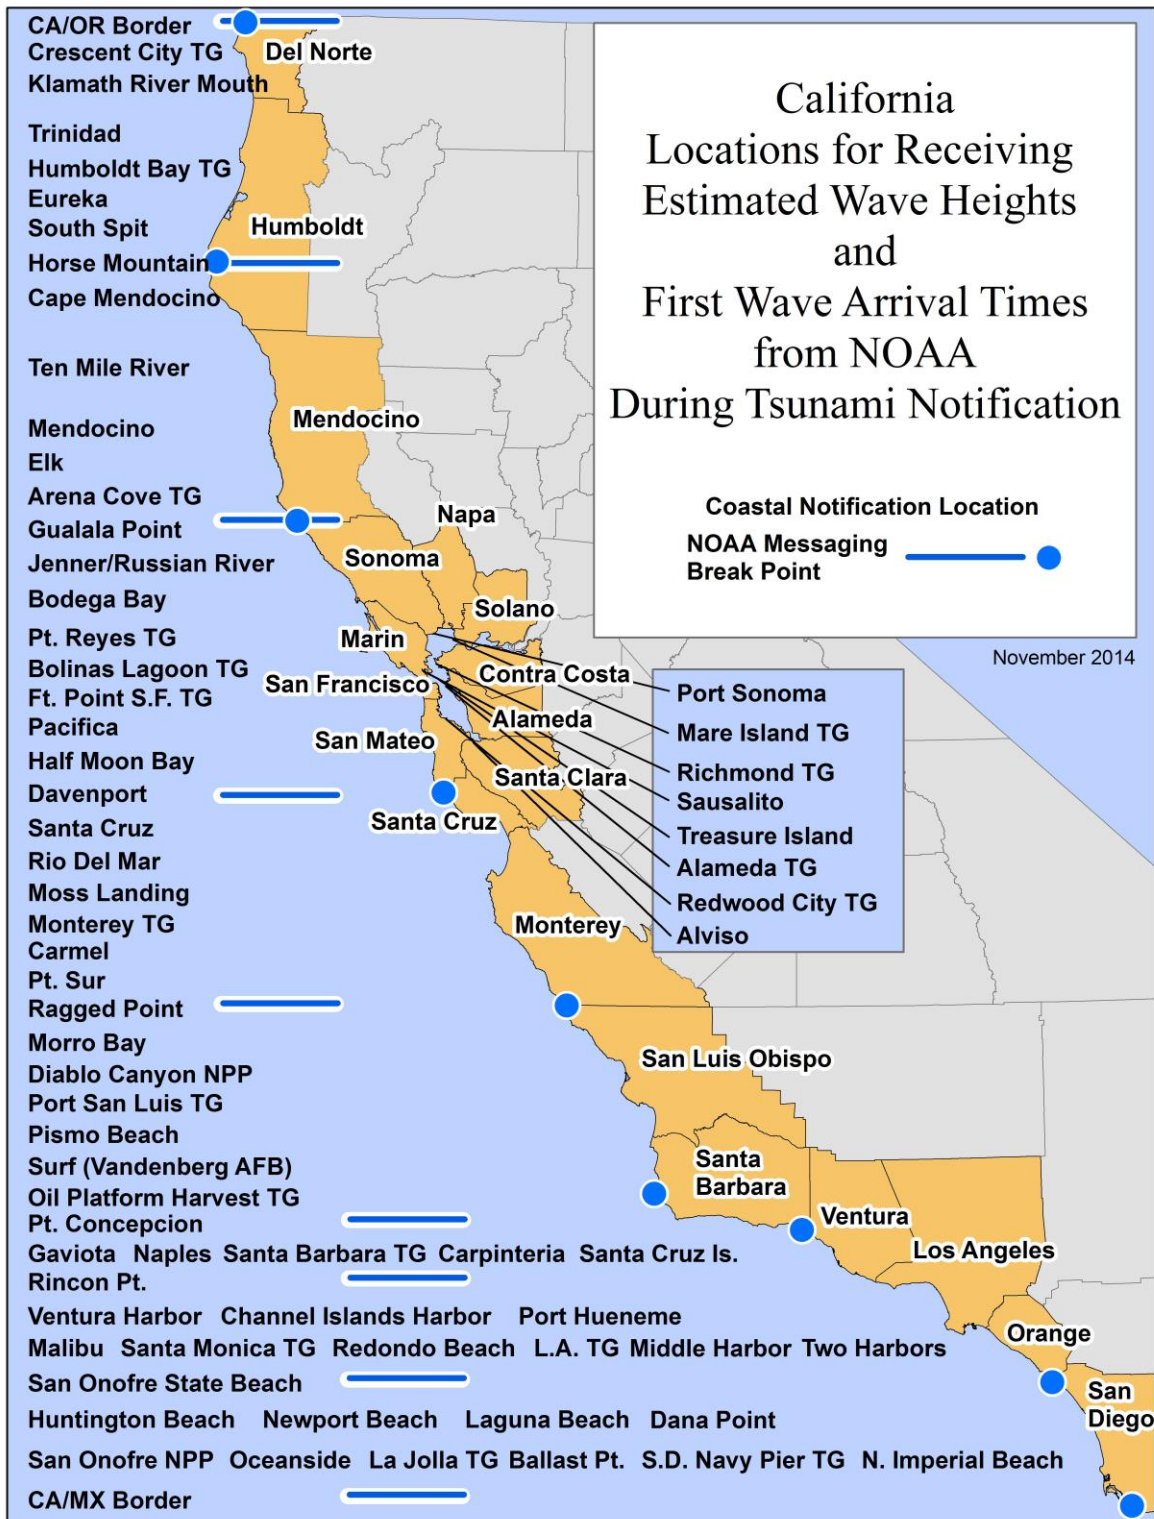 CA/OR Border
Crescent City TG
Del Norte
Klamath River Mouth
Trinidad
Humboldt Bay TG
Eureka
South Spit
Humboldt
Horse Mountain
Cape Mendocino
Ten Mile River
Mendocino
Mendocino
Elk
Arena Cove TG
Gualala Point
Jenner/Russian River
Bodega Bay
Pt. Reyes TG
Bolinas Lagoon TG
Ft. Point S.F. TG
Pacifica
Half Moon Bay
Davenport
Santa Cruz
Rio Del Mar
Moss Landing
Monterey TG
Carmel
Pt. Sur
Ragged Point
Morro Bay
Diablo Canyon NPP
Port San Luis TG
Pismo Beach
Surf (Vandenberg AFB)
Oil Platform Harvest TG
Pt. Concepcion
Gaviota Naples Santa Barbara TG Carpinteria Santa Cruz Is.
Rincon Pt.
Ventura Harbor Channel Islands Harbor Port Hueneme
Malibu Santa Monica TG Redondo Beach L.A. TG Middle Harbor Two Harbors
San Onofre State Beach
Huntington Beach Newport Beach Laguna Beach Dana Point
San Onofre NPP Oceanside La Jolla TG Ballast Pt. S.D. Navy Pier TG N. Imperial Beach
CA/MX Border
Napa
Sonoma
Solano
Marin
Contra Costa
San Francisco
Alameda
San Mateo
Santa Clara
Santa Cruz
Monterey
San Luis Obispo
Santa
Barbara
Ventura
Los Angeles
Orange
San
Diego
California
Locations for Receiving
Estimated Wave Heights
and
First Wave Arrival Times
from NOAA
During Tsunami Notification
Coastal Notification Location
NOAA Messaging
Break Point
November 2014
Port Sonoma
Mare Island TG
Richmond TG
Sausalito
Treasure Island
Alameda TG
Redwood City TG
Alviso